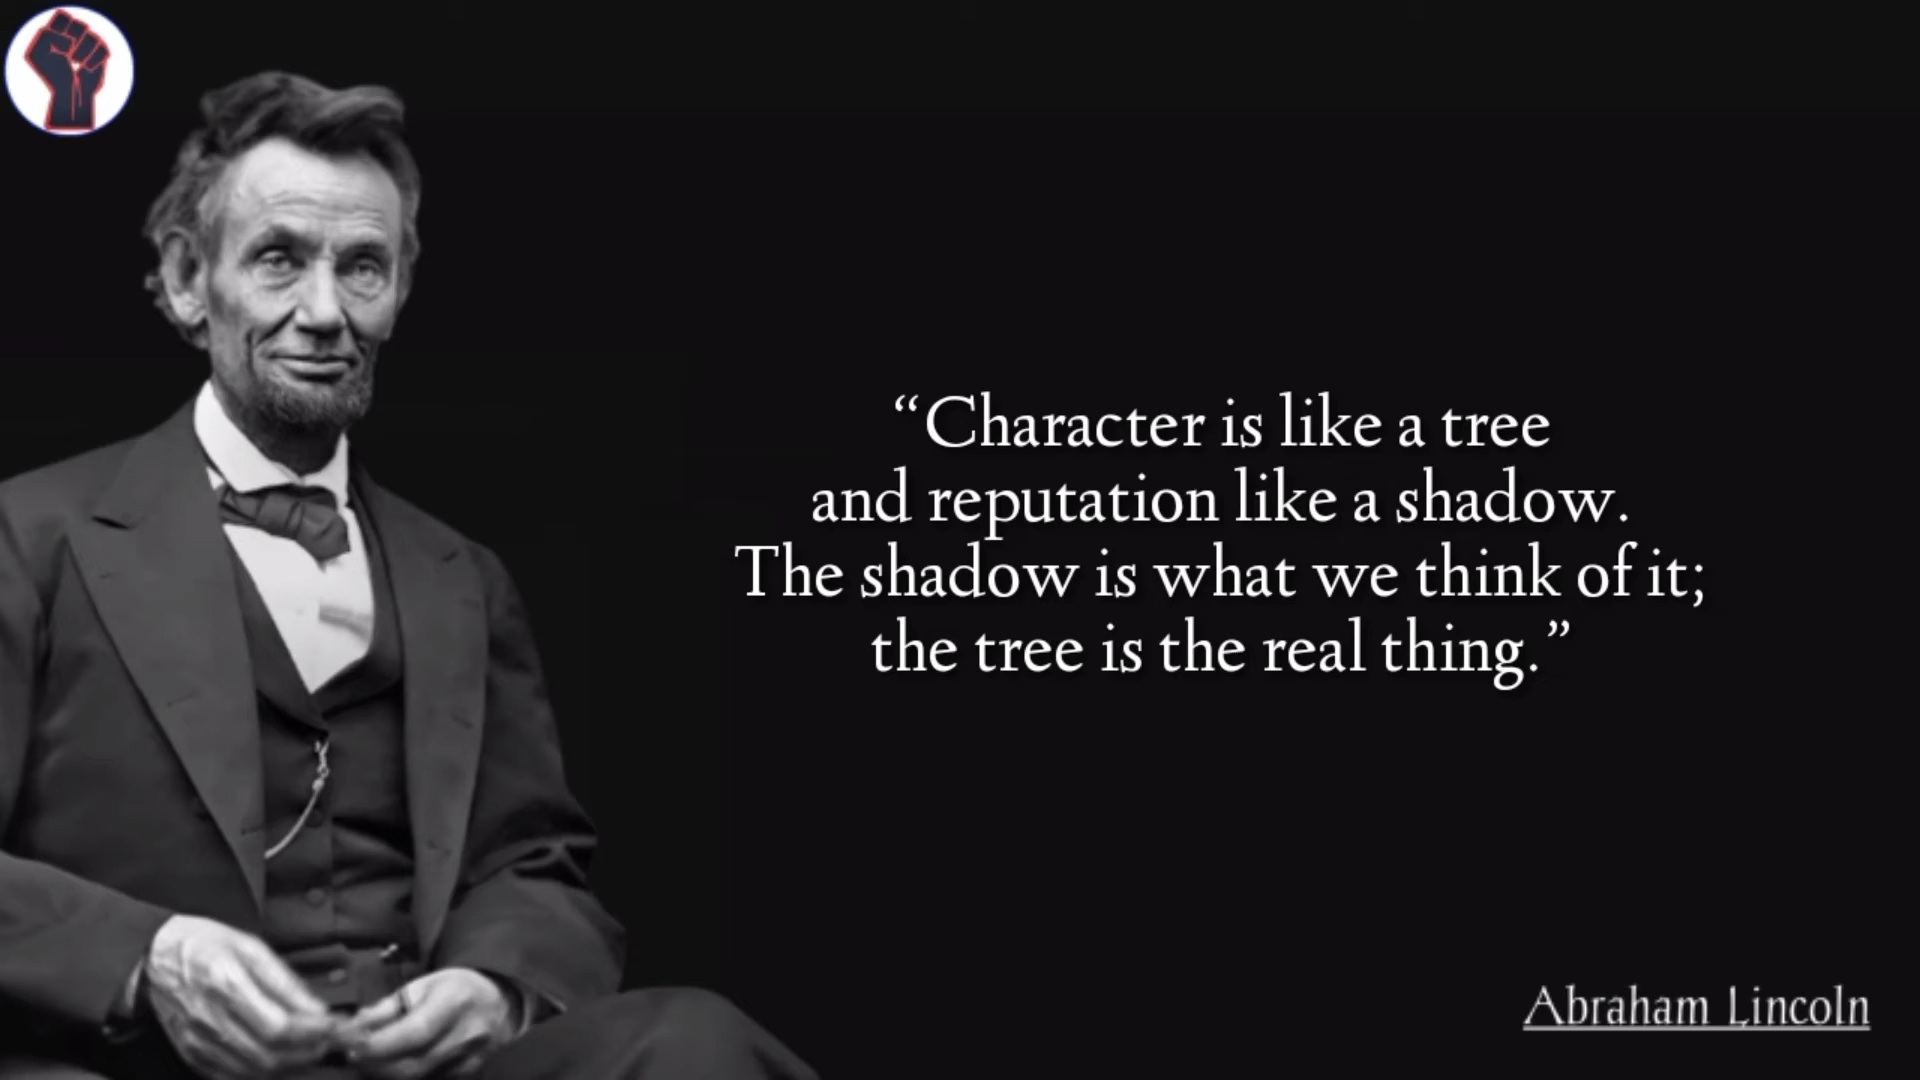 “Character is like a tree
and reputation like a shadow.
The shadow is what we think of it;
the tree is the real thing.”
Abraham Lincoln